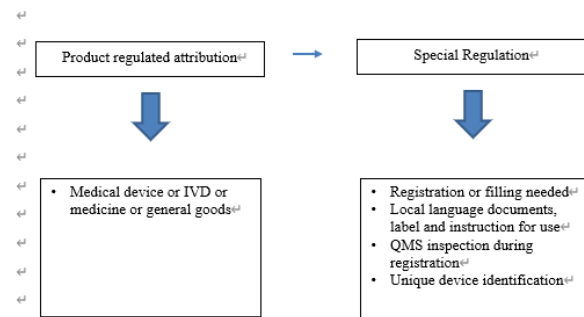 Product regulated attribution
Special Regulation
• Medical device or IVD or
medicine or general goods
• Registration or filling needed
• Local language documents,
label and instruction for use
• QMS inspection during
registration
• Unique device identification